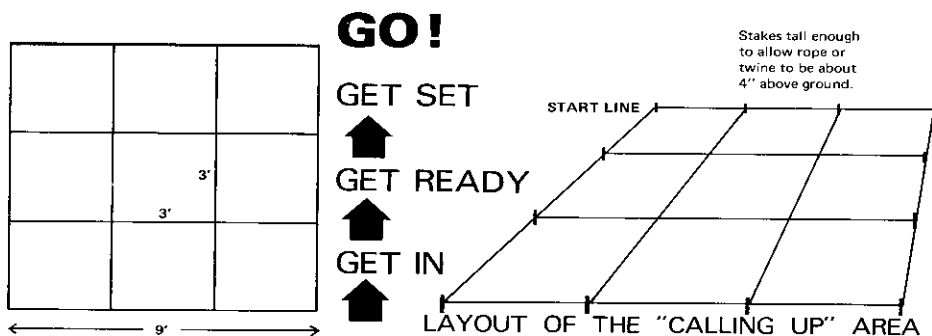 GO!
GET SET
GET READY
GET IN
3'
3'
9'
Stakes tall enough
to allow rope or
twine to be about
4" above ground.
START LINE
LAYOUT OF THE "CALLING UP" AREA